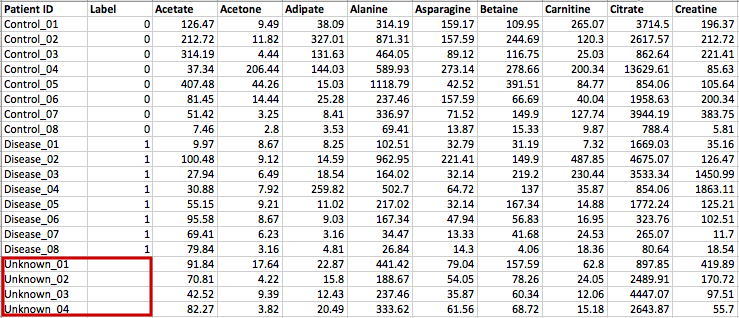 Patient ID Label Acetate Acetone Adipate Alanine Asparagine Betaine Carnitine Citrate Creatine
Control_01 0 126.47 9.49 38.09 314.19 159.17 109.95 265.07 3714.5 196.37
Control_02 0 212.72 11.82 327.01 871.31 157.59 244.69 120.3 2617.57 212.72
Control_03 0 314.19 4.44 131.63 464.05 89.12 116.75 25.03 862.64 221.41
Control_04 0 37.34 206.44 144.03 589.93 273.14 278.66 200.34 13629.61 85.63
Control_05 0 407.48 44.26 15.03 1118.79 42.52 391.51 84.77 854.06 105.64
Control_06 0 81.45 14.44 25.28 237.46 157.59 66.69 40.04 1958.63 200.34
Control_07 0 51.42 3.25 8.41 336.97 71.52 149.9 127.74 3944.19 383.75
Control_08 0 7.46 2.8 3.53 69.41 13.87 15.33 9.87 788.4 5.81
Disease_01 1 9.97 8.67 8.25 102.51 32.79 31.19 7.32 1669.03 35.16
Disease_02 1 100.48 9.12 14.59 962.95 221.41 149.9 487.85 4675.07 126.47
Disease_03 1 27.94 6.49 18.54 164.02 32.14 219.2 230.44 3533.34 1450.99
Disease_04 1 30.88 7.92 259.82 502.7 64.72 137 35.87 854.06 1863.11
Disease_05 1 55.15 9.21 11.02 217.02 32.14 167.34 14.88 1772.24 125.21
Disease_06 1 95.58 8.67 9.03 167.34 47.94 56.83 16.95 323.76 102.51
Disease_07 1 69.41 6.23 3.16 34.47 13.33 41.68 24.53 265.07 11.7
Disease_08 1 79.84 3.16 4.81 26.84 14.3 4.06 18.36 80.64 18.54
Unknown_01 91.84 17.64 22.87 441.42 79.04 157.59 62.8 897.85 419.89
Unknown_02 70.81 4.22 15.8 188.67 54.05 78.26 24.05 2489.91 170.72
Unknown_03 42.52 9.39 12.43 237.46 35.87 60.34 12.06 4447.07 97.51
Unknown_04 82.27 3.82 20.49 333.62 61.56 68.72 15.18 2643.87 55.7